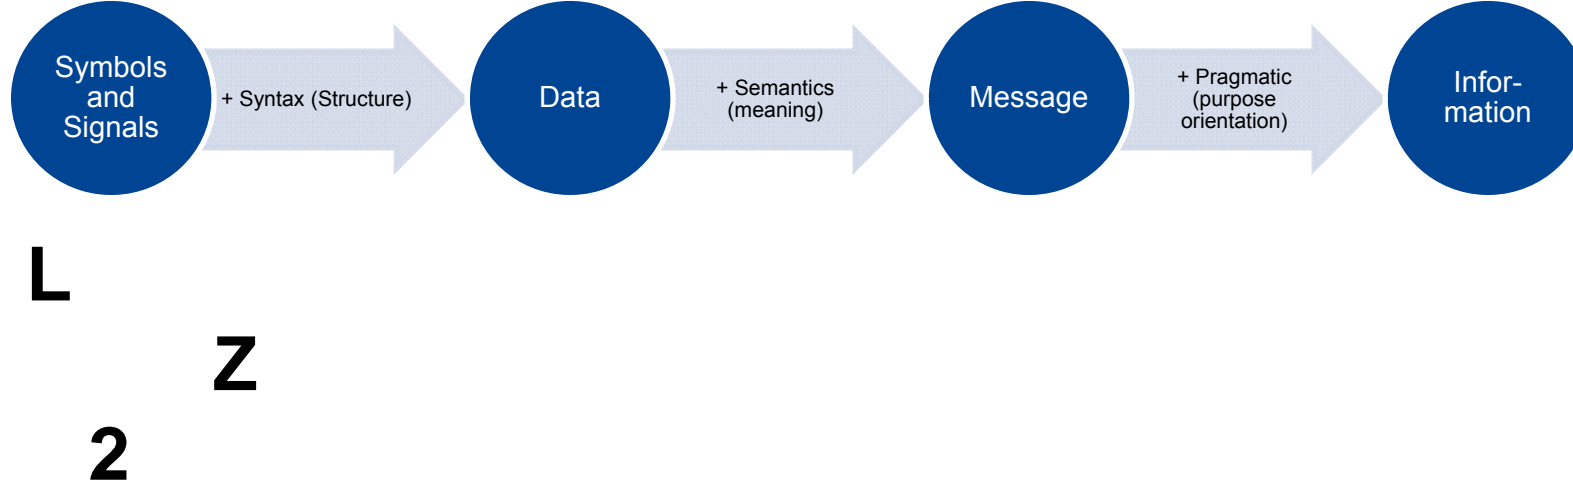 Symbols
and
Signals
+ Syntax (Structure)
Data
+ Semantics
(meaning)
Message
+ Pragmatic
(purpose
orientation)
Infor-
mation
L
Z
2